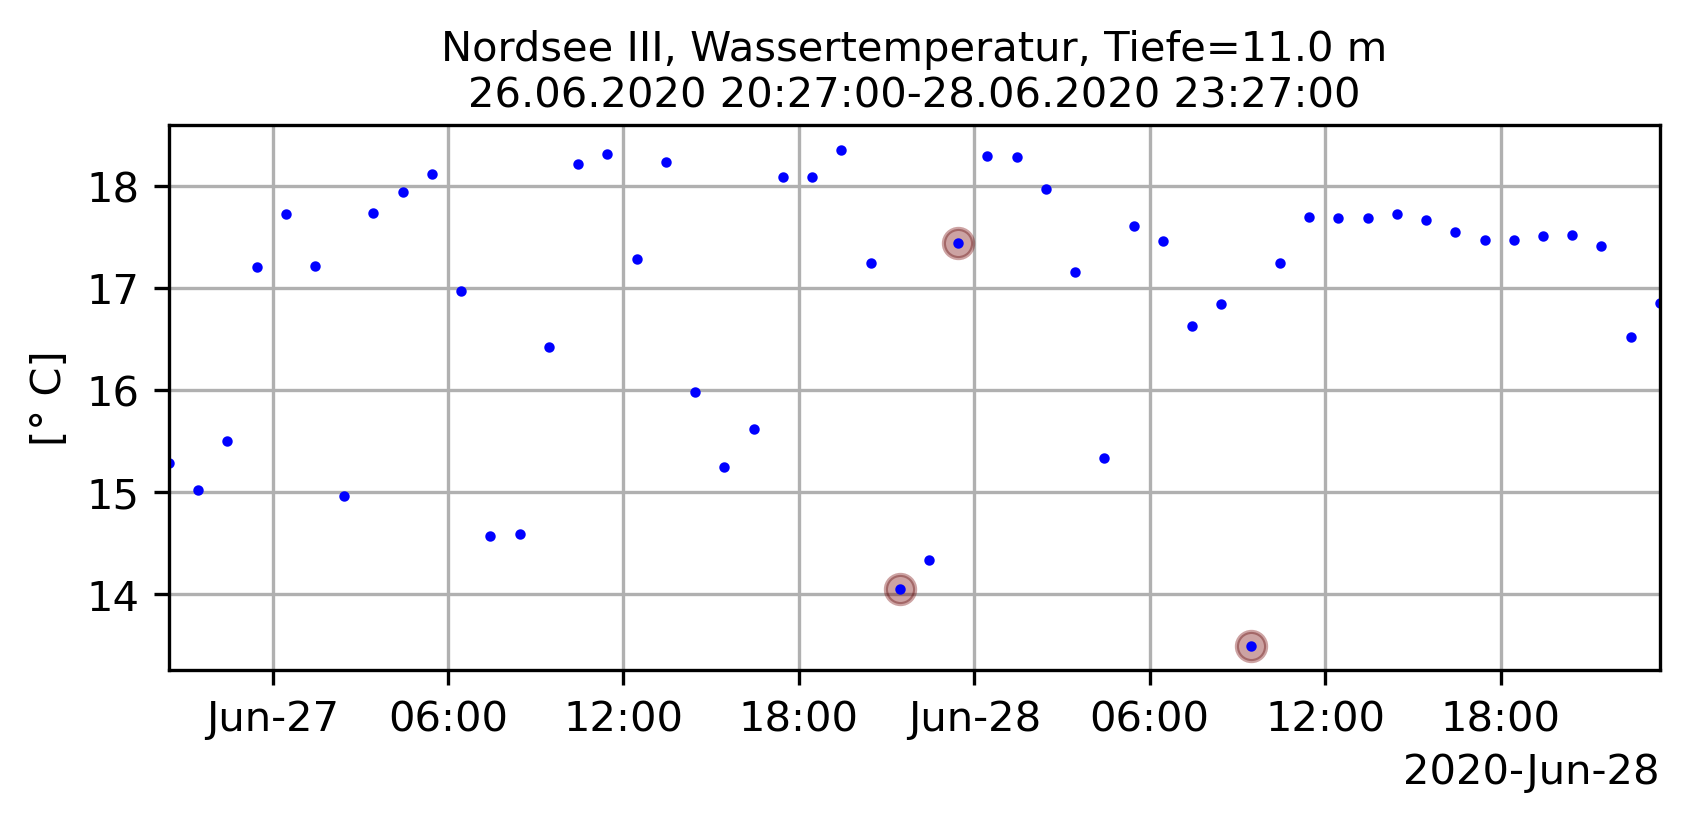 Nordsee III, Wassertemperatur, Tiefe=11.0 m
26.06.2020 20:27:00-28.06.2020 23:27:00
[° C]
18
17
16
15
14
Jun-27 06:00 12:00 18:00 Jun-28 06:00 12:00 18:00
2020-Jun-28